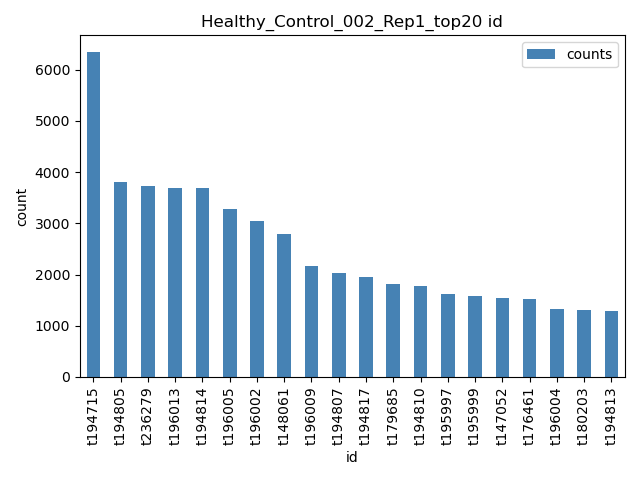 Healthy_Control_002_Rep1_top20 id
counts
count
6000
5000
4000
3000
2000
1000
0
t194715
t194805
t236279
t196013
t194814
t196005
t196002
t148061
t196009
t194807
t194817
t179685
t194810
t195997
t195999
t147052
t176461
t196004
t180203
t194813
id